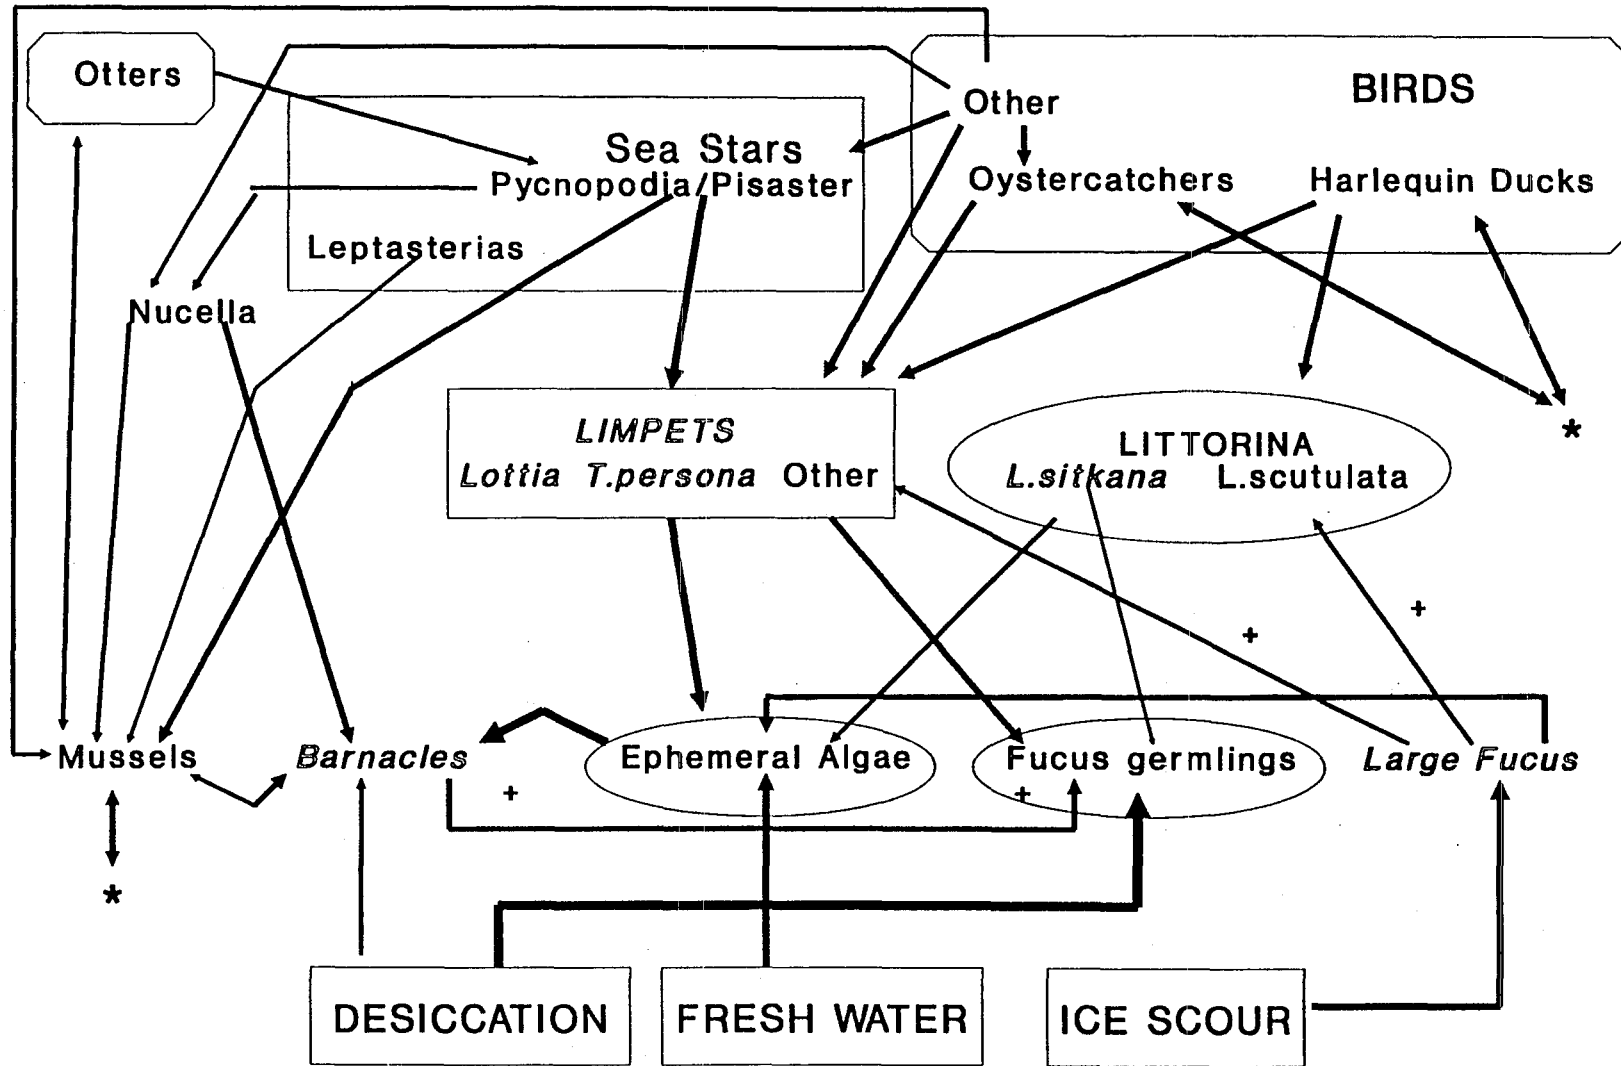 Otters
BIRDS
Other
Sea Stars
Pycnopodia/Pisaster
Oystercatchers
Harlequin Ducks
Leptasterias
Nucella
LIMPETS
Lottia T.persona Other
*
LITTORINA
L.sitkana L.scutulata
+
+
Mussels
Barnacles
Ephemeral Algae
Fucus germlings
Large Fucus
+
+
*
DESICCATION
FRESH WATER
ICE SCOUR